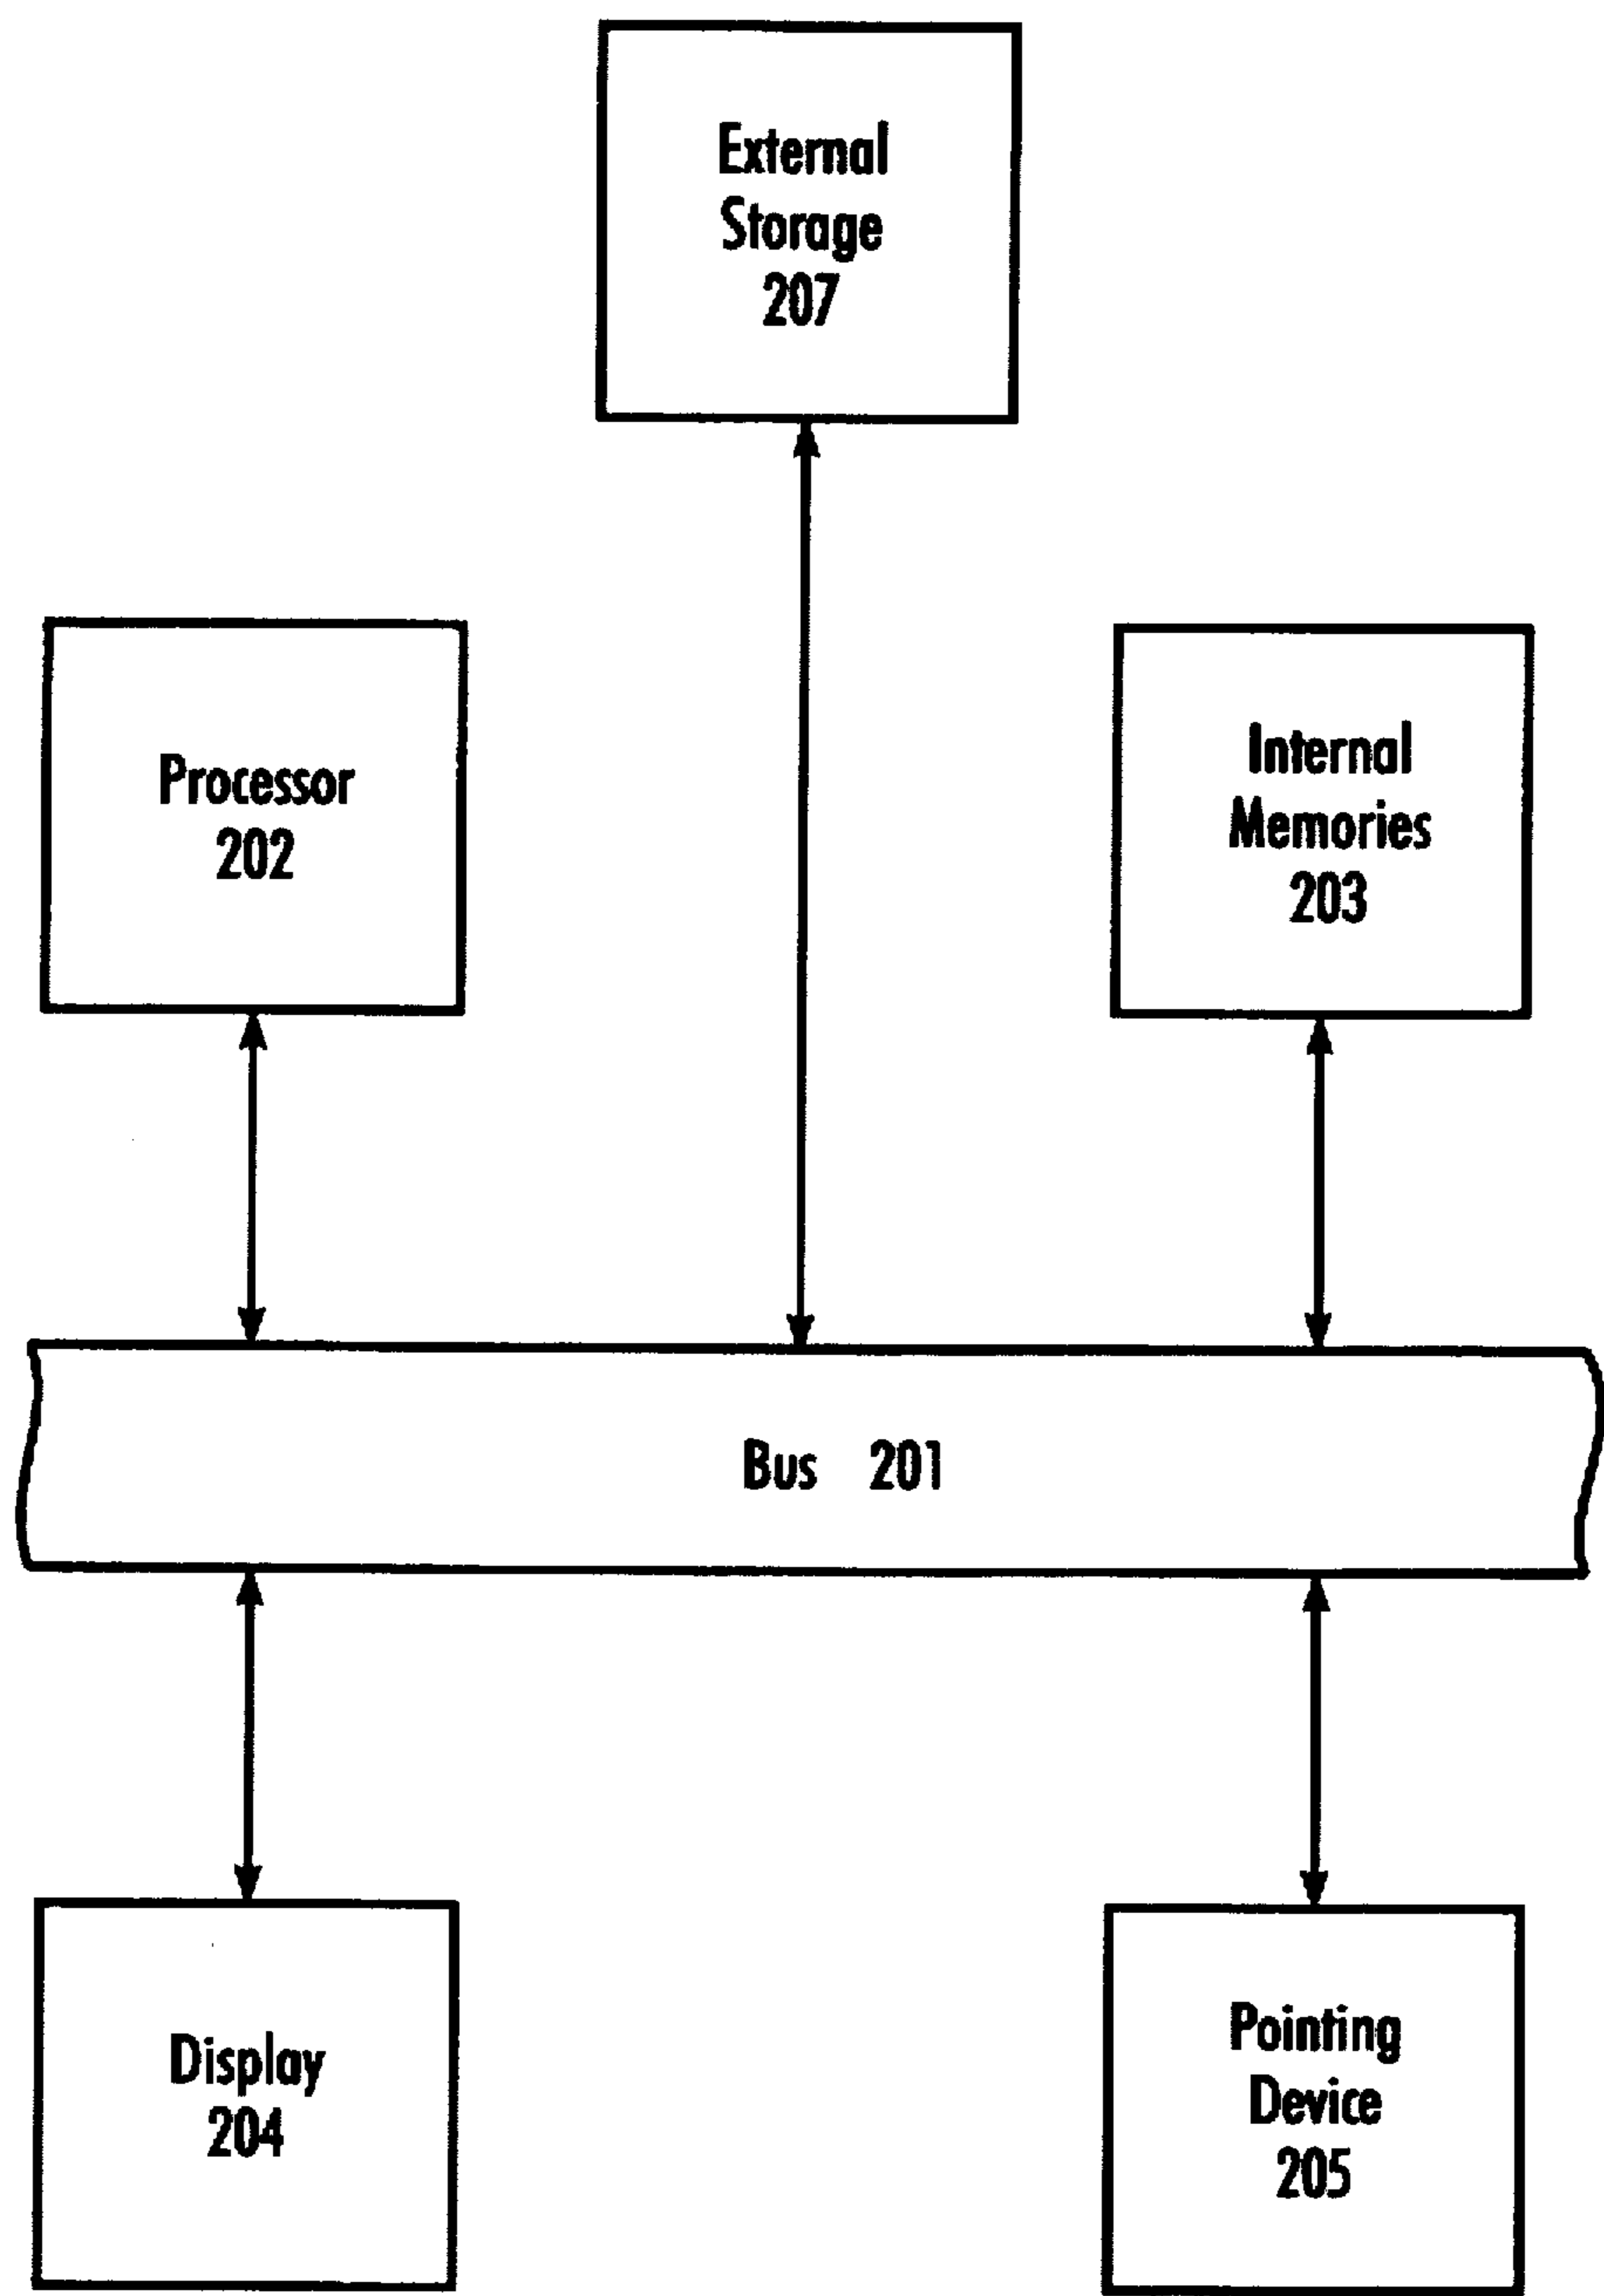 External
Storage
207
Processor
202
Internal
Memories
203
Bus 201
Display
204
Pointing
Device
205